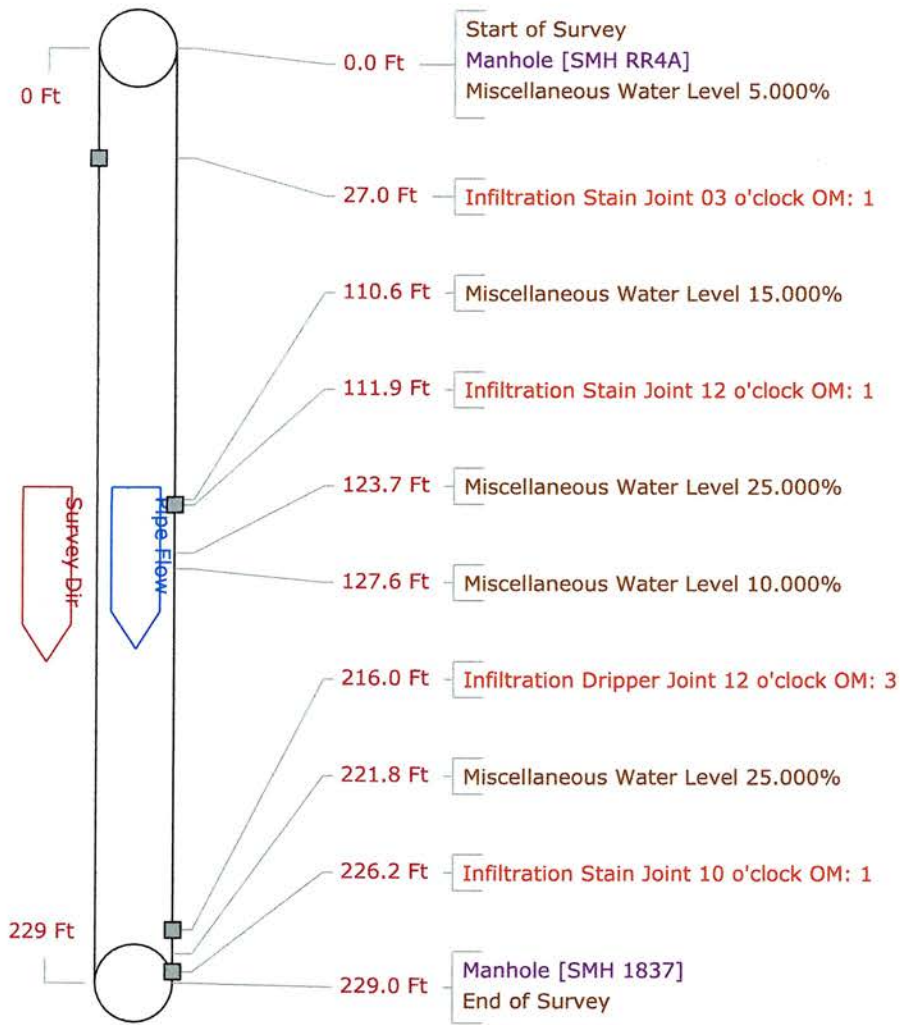 Start of Survey
0.0 Ft
Manhole [SMH RR4A]
0 Ft
Miscellaneous Water Level 5.000%
27.0 Ft
Infiltration Stain Joint 03 o'clock OM: 1
110.6 Ft
Miscellaneous Water Level 15.000%
111.9 Ft
Infiltration Stain Joint 12 o'clock OM: 1
123.7 Ft
Miscellaneous Water Level 25.000%
Survey Dir
Pipe Flow
127.6 Ft
Miscellaneous Water Level 10.000%
216.0 Ft
Infiltration Dripper Joint 12 o'clock OM: 3
221.8 Ft
Miscellaneous Water Level 25.000%
226.2 Ft
Infiltration Stain Joint 10 o'clock OM: 1
229 Ft
229.0 Ft
Manhole [SMH 1837]
End of Survey